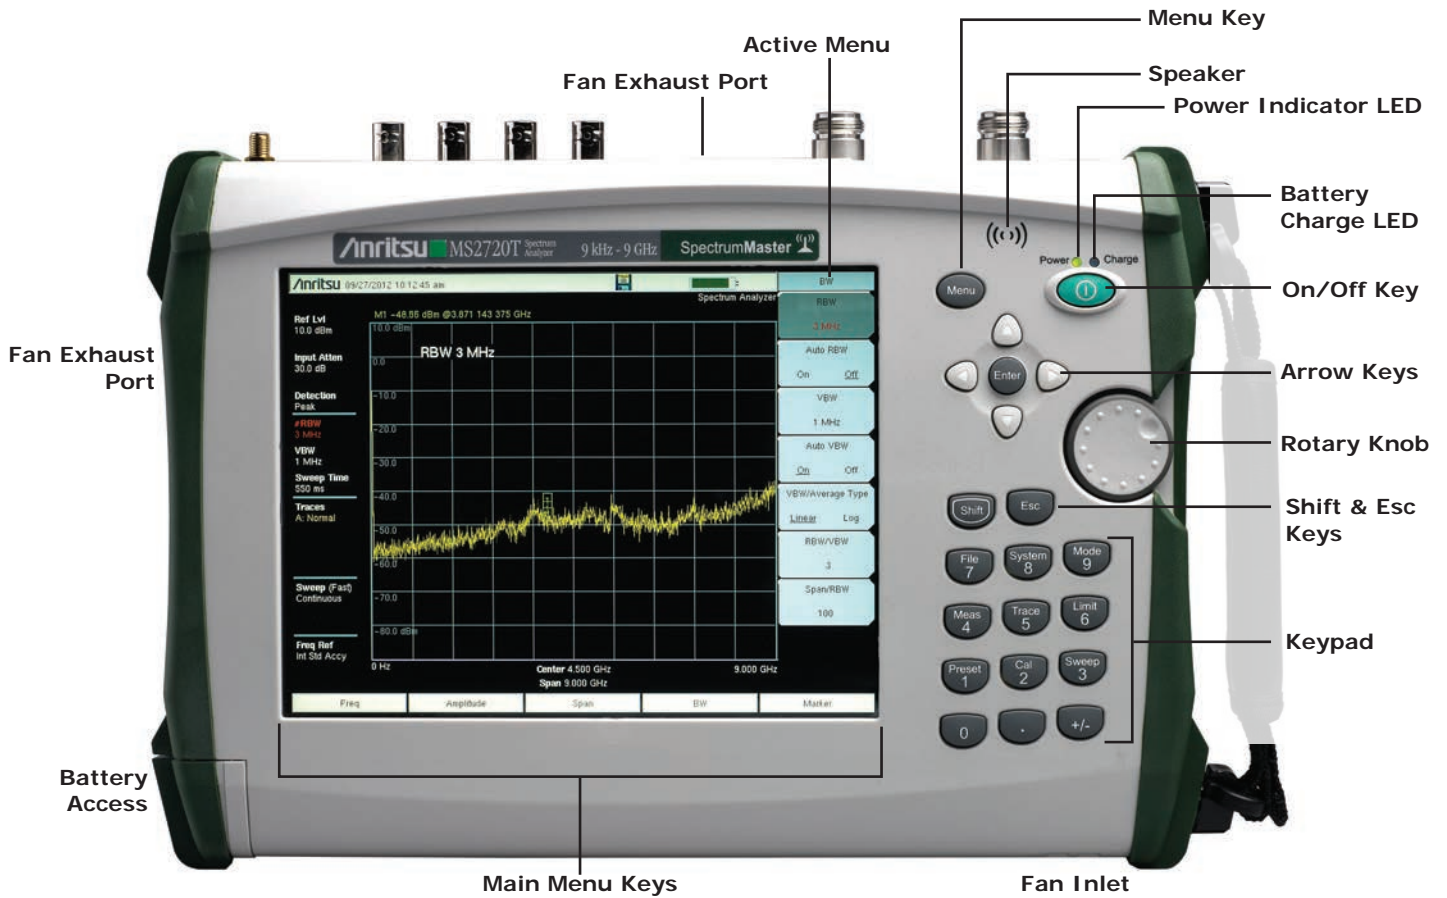 Menu Key
Active Menu
Speaker
Fan Exhaust Port
Power Indicator LED
Battery
Charge LED
Anritsu MS2720T Spectrum Analyzer 9 kHz - 9 GHz SpectrumMaster
Power Charge
Menu
On/Off Key
Anritsu 09/27/2012 10:12:45 am
BW
Spectrum Analyzer
M1 -48.86 dBm @3.871 143 375 GHz
Ref Lvl
10.0 dBm
Input Atten
30.0 dB
Detection
Peak
#RBW
3 MHz
VBW
1 MHz
Sweep Time
550 ms
Traces
A: Normal
Sweep (Fast)
Continuous
Freq Ref
Int Std Accy
10.0 dBm
RBW 3 MHz
0.0
-10.0
-20.0
-30.0
-40.0
-50.0
-60.0
-70.0
-80.0 dBm
0 Hz
Center 4.500 GHz
9.000 GHz
Span 9.000 GHz
RBW
3 MHz
Auto RBW
On Off
VBW
1 MHz
Auto VBW
On Off
VBW/Average Type
Linear Log
RBW/VBW
3
Span/RBW
100
Freq Amplitude Span BW Marker
Fan Exhaust
Port
Enter
Arrow Keys
Rotary Knob
Shift Esc
Shift & Esc
Keys
File 7 System 8 Mode 9
Meas 4 Trace 5 Limit 6
Preset 1 Cal 2 Sweep 3
0 . +/-
Keypad
Battery
Access
Main Menu Keys
Fan Inlet